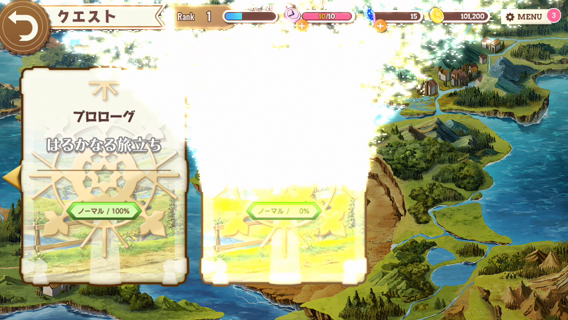 クエスト
Rank 1
10/10
15
101,200
MENU
3
プロローグ
はるかなる旅立ち
ノーマル / 100%
ノーマル / 0%